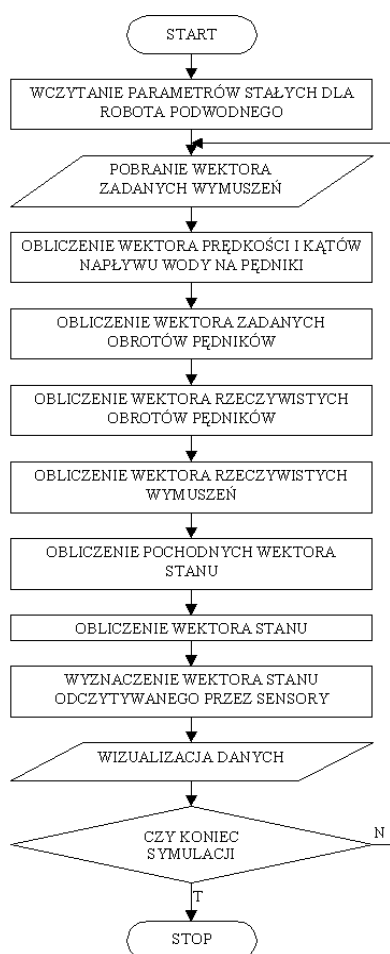 START
WCZYTANIE PARAMETRÓW STAŁYCH DLA
ROBOTA PODWODNEGO
POBRANIE WEKTORA
ZADANYCH WYMUSZEŃ
OBLICZENIE WEKTORA PRĘDKOŚCI I KĄTÓW
NAPŁYWU WODY NA PĘDNIKI
OBLICZENIE WEKTORA ZADANYCH
OBROTÓW PĘDNIKÓW
OBLICZENIE WEKTORA RZECZYWISTYCH
OBROTÓW PĘDNIKÓW
OBLICZENIE WEKTORA RZECZYWISTYCH
WYMUSZEŃ
OBLICZENIE POCHODNYCH WEKTORA
STANU
OBLICZENIE WEKTORA STANU
WYZNACZENIE WEKTORA STANU
ODCZYTYWANEGO PRZEZ SENSORY
WIZUALIZACJA DANYCH
CZY KONIEC
SYMULACJI
N
T
STOP